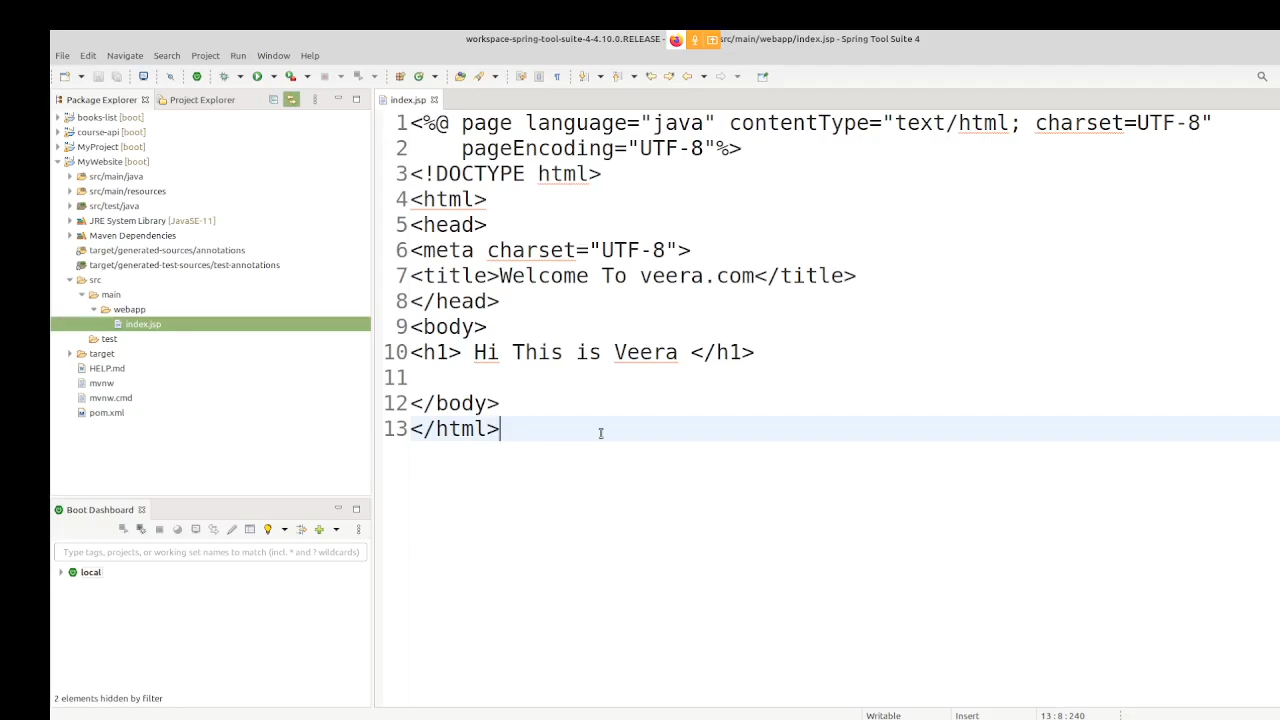 workspace-spring-tool-suite-4-4.10.0.RELEASE - src/main/webapp/index.jsp - Spring Tool Suite 4
File Edit Navigate Search Project Run Window Help
Package Explorer Project Explorer
books-list [boot]
course-api [boot]
MyProject [boot]
MyWebsite [boot]
src/main/java
src/main/resources
src/test/java
JRE System Library [JavaSE-11]
Maven Dependencies
target/generated-sources/annotations
target/generated-test-sources/test-annotations
src
main
webapp
index.jsp
test
target
HELP.md
mvnw
mvnw.cmd
pom.xml
Boot Dashboard
Type tags, projects, or working set names to match (incl. * and ? wildcards)
local
2 elements hidden by filter
index.jsp
1 <%@ page language="java" contentType="text/html; charset=UTF-8"
2     pageEncoding="UTF-8"%>
3 <!DOCTYPE html>
4 <html>
5 <head>
6 <meta charset="UTF-8">
7 <title>Welcome To veera.com</title>
8 </head>
9 <body>
10 <h1> Hi This is Veera </h1>
11
12 </body>
13 </html>
Writable Insert 13 : 8 : 240